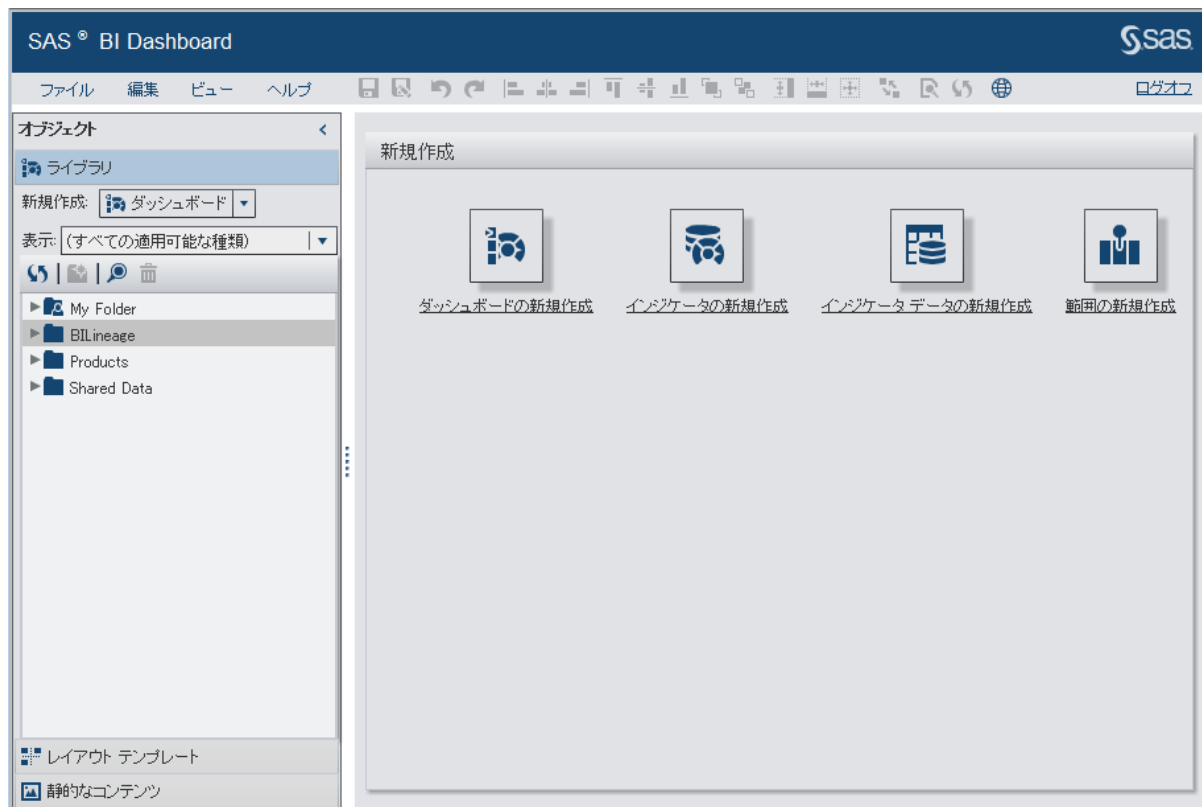 SAS ® BI Dashboard
sas
ファイル 編集 ビュー ヘルプ
ログオフ
オブジェクト
ライブラリ
新規作成: ダッシュボード
表示: (すべての適用可能な種類)
My Folder
BILineage
Products
Shared Data
レイアウト テンプレート
静的なコンテンツ
新規作成
ダッシュボードの新規作成
インジケータの新規作成
インジケータ データの新規作成
範囲の新規作成